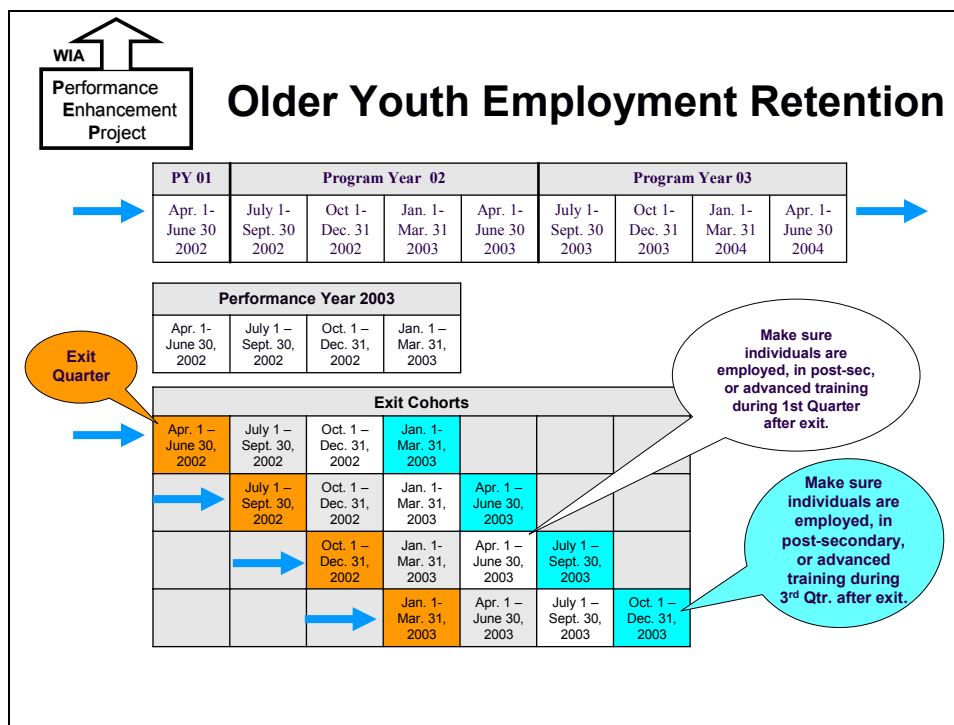 WIA
Performance
Enhancement
Project
Older Youth Employment Retention
PY 01 Program Year 02 Program Year 03
Apr. 1- July 1- Oct 1- Jan. 1- Apr. 1- July 1- Oct 1- Jan. 1- Apr. 1-
June 30 Sept. 30 Dec. 31 Mar. 31 June 30 Sept. 30 Dec. 31 Mar. 31 June 30
2002 2002 2002 2003 2003 2003 2003 2004 2004
Performance Year 2003
Apr. 1- July 1 – Oct. 1 – Jan. 1 –
June 30, Sept. 30, Dec. 31, Mar. 31,
2002 2002 2002 2003
Exit
Quarter
Make sure
individuals are
employed, in post-sec,
or advanced training
during 1st Quarter
after exit.
Exit Cohorts
Apr. 1 – July 1 – Oct. 1 – Jan. 1-
June 30, Sept. 30, Dec. 31, Mar. 31,
2002 2002 2002 2003
July 1 – Oct. 1 – Jan. 1- Apr. 1 –
Sept. 30, Dec. 31, Mar. 31, June 30,
2002 2002 2003 2003
Oct. 1 – Jan. 1- Apr. 1 – July 1 –
Dec. 31, Mar. 31, June 30, Sept. 30,
2002 2003 2003 2003
Jan. 1- Apr. 1 – July 1 – Oct. 1 –
Mar. 31, June 30, Sept. 30, Dec. 31,
2003 2003 2003 2003
Make sure
individuals are
employed, in
post-secondary,
or advanced
training during
3rd Qtr. after exit.